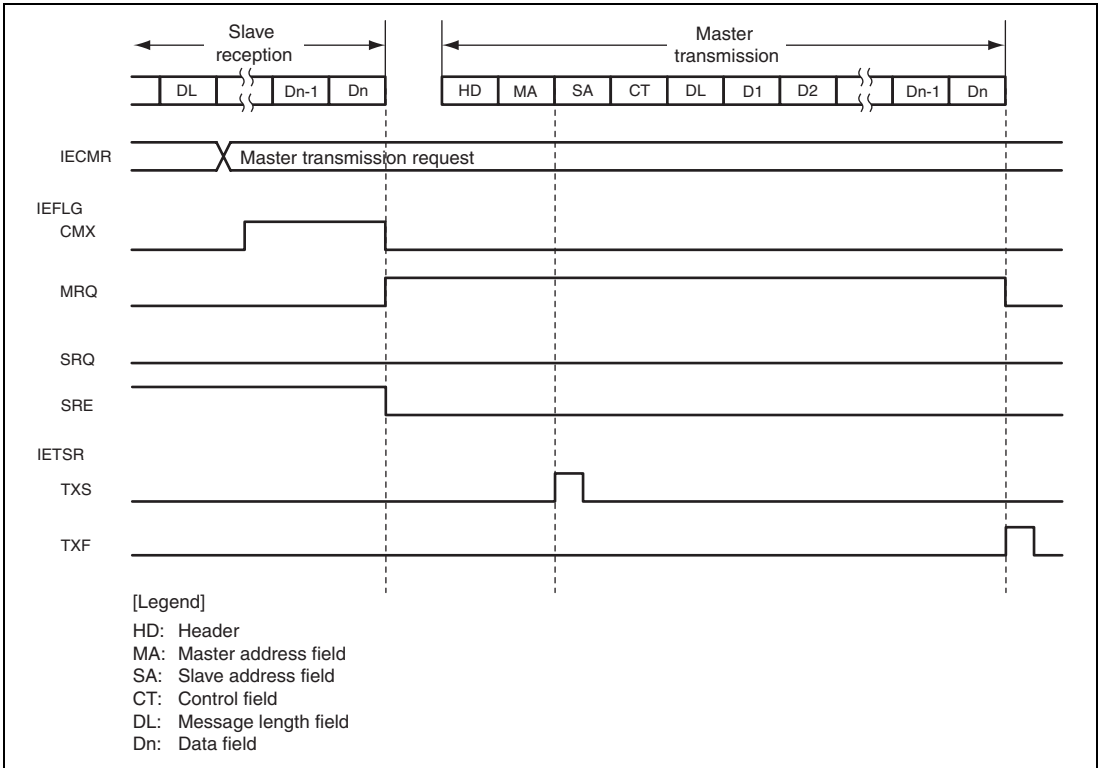 Slave
reception
Master
transmission
DL Dn-1 Dn HD MA SA CT DL D1 D2 Dn-1 Dn
IECMR Master transmission request
IEFLG
CMX
MRQ
SRQ
SRE
IETSR
TXS
TXF
[Legend]
HD: Header
MA: Master address field
SA: Slave address field
CT: Control field
DL: Message length field
Dn: Data field